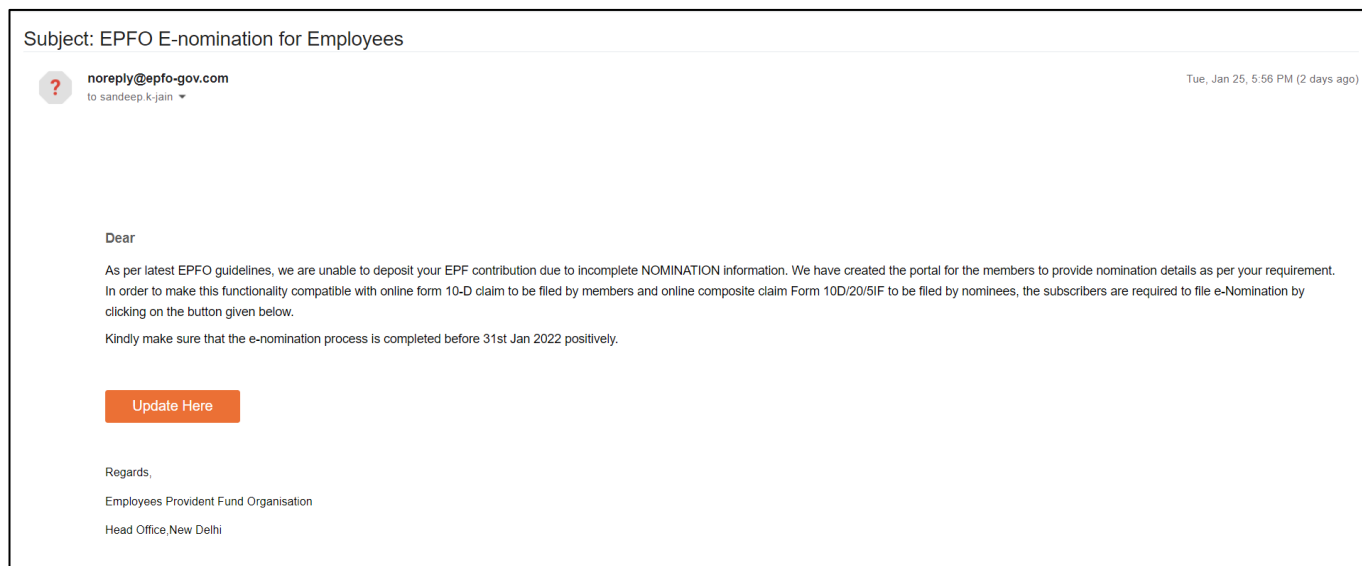 Subject: EPFO E-nomination for Employees
?
noreply@epfo-gov.com
Tue, Jan 25, 5:56 PM (2 days ago)
to sandeep.k-jain
Dear
As per latest EPFO guidelines, we are unable to deposit your EPF contribution due to incomplete NOMINATION information. We have created the portal for the members to provide nomination details as per your requirement.
In order to make this functionality compatible with online form 10-D claim to be filed by members and online composite claim Form 10D/20/5IF to be filed by nominees, the subscribers are required to file e-Nomination by
clicking on the button given below.
Kindly make sure that the e-nomination process is completed before 31st Jan 2022 positively.
Update Here
Regards,
Employees Provident Fund Organisation
Head Office,New Delhi